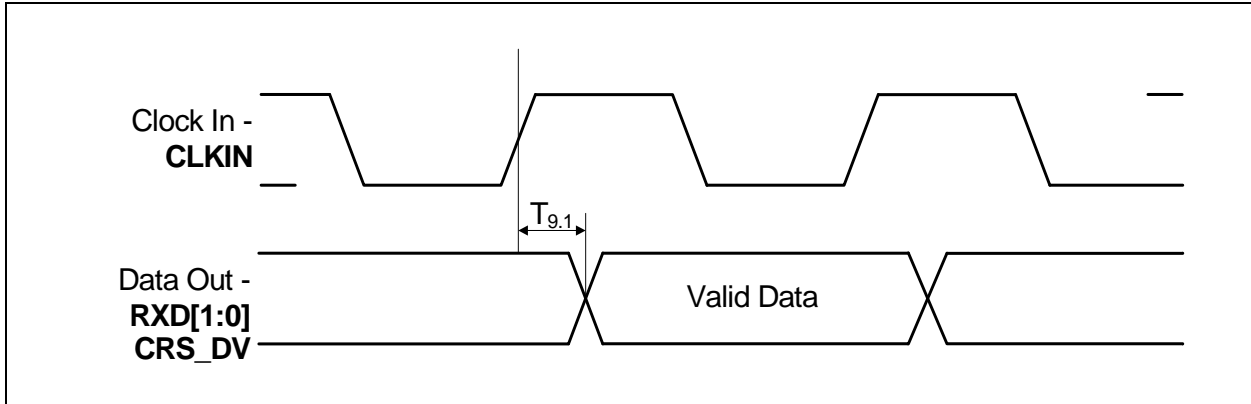 Clock In -
CLKIN
T9.1
Data Out -
RXD[1:0]
CRS_DV
Valid Data